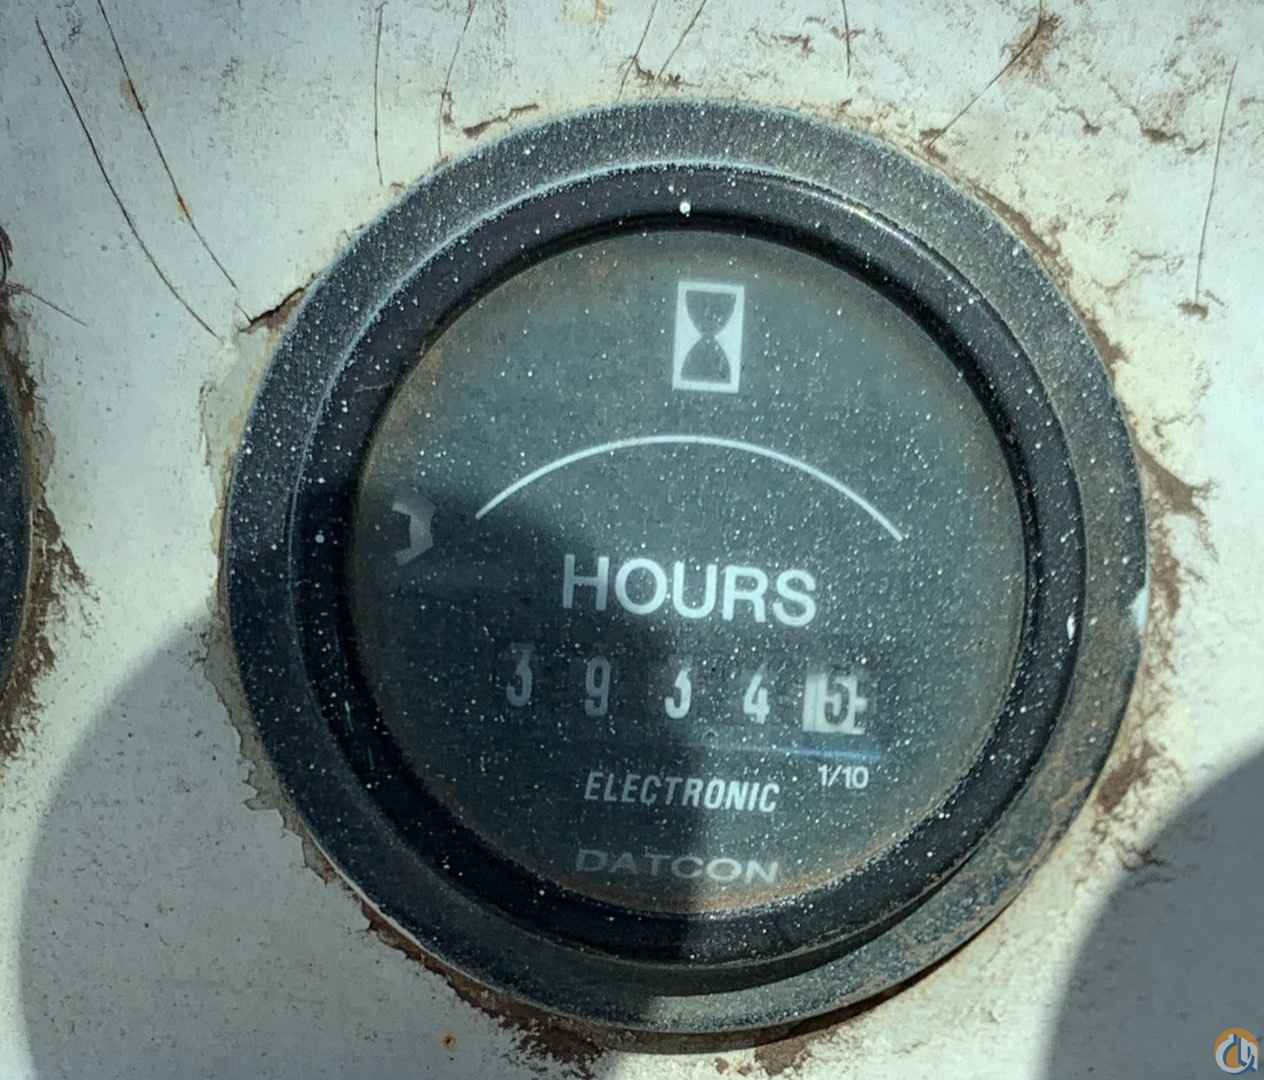 HOURS
3 9 3 4 5
1/10
ELECTRONIC
DATCON